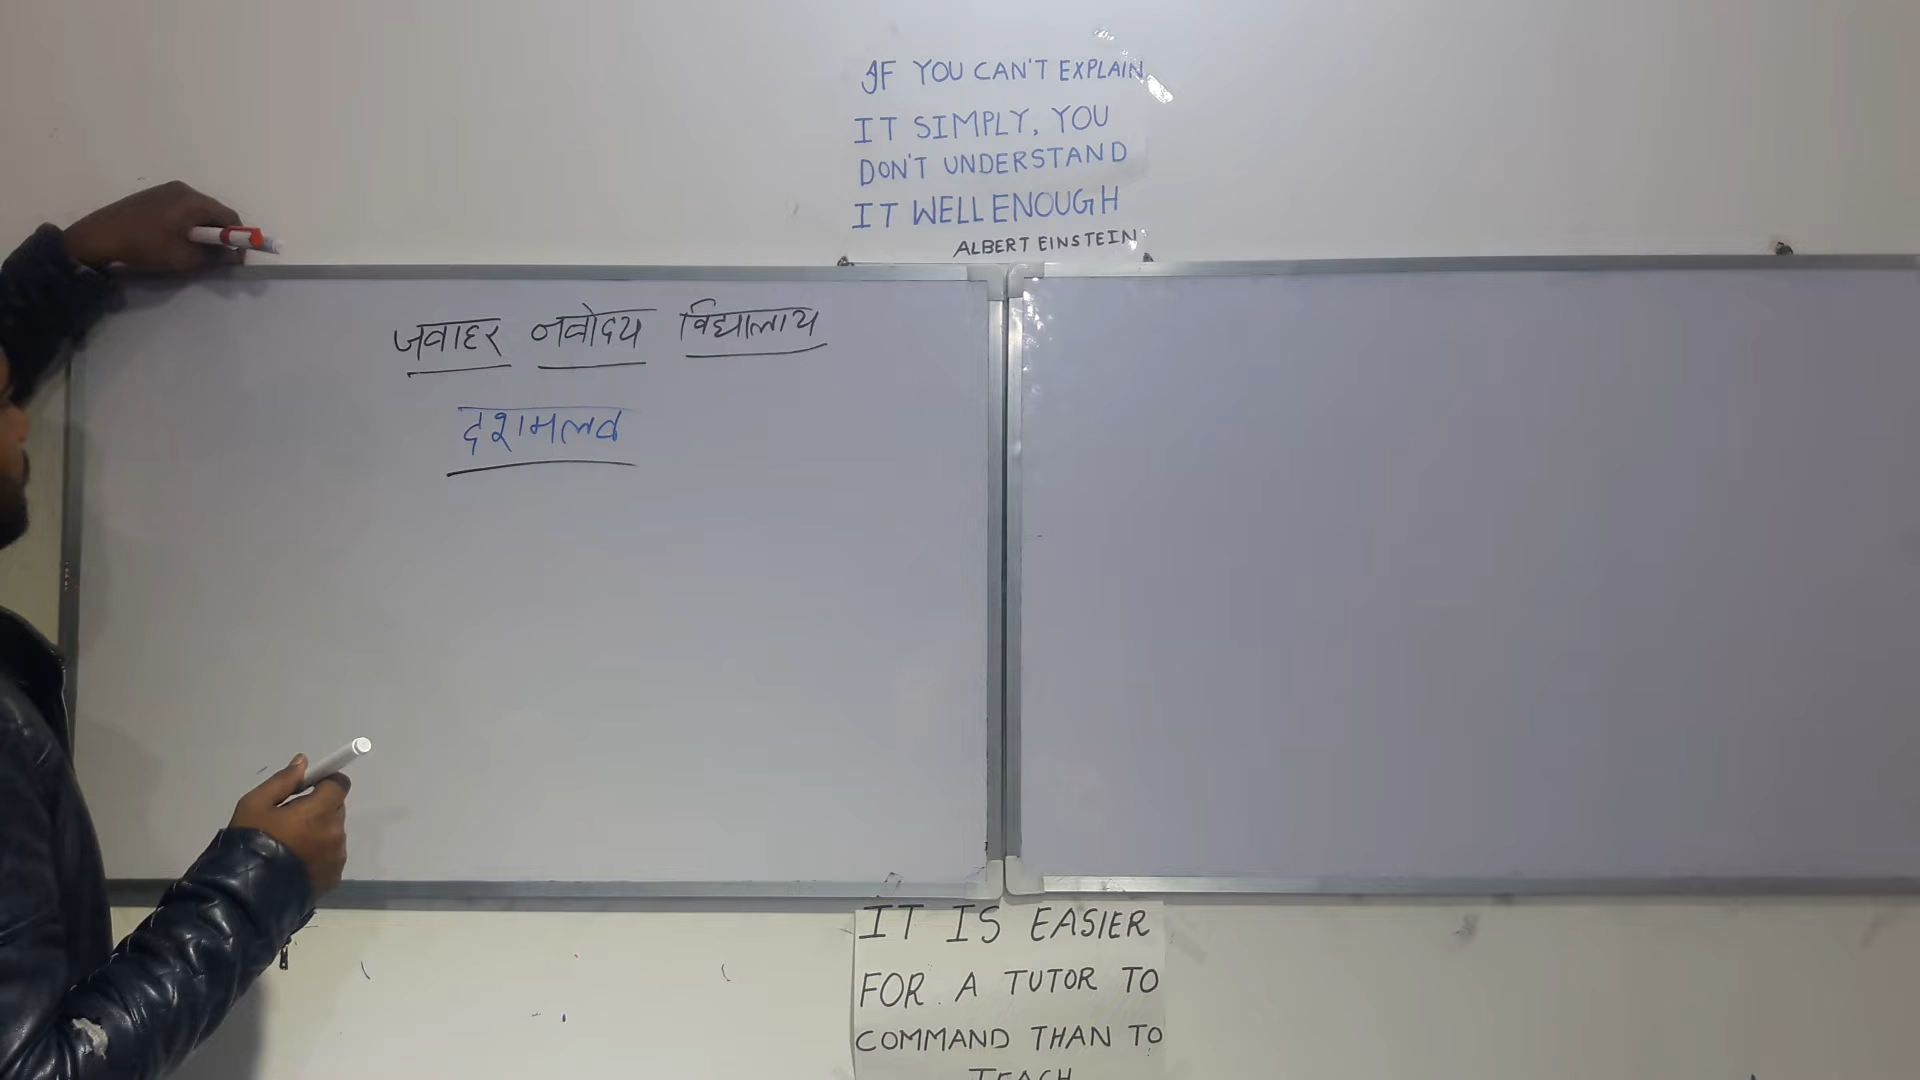 IF YOU CAN'T EXPLAIN
IT SIMPLY, YOU
DON'T UNDERSTAND
IT WELL ENOUGH
ALBERT EINSTEIN
जवाहर नवोदय विद्यालाय
दशमलव
IT IS EASIER
FOR A TUTOR TO
COMMAND THAN TO
TEACH